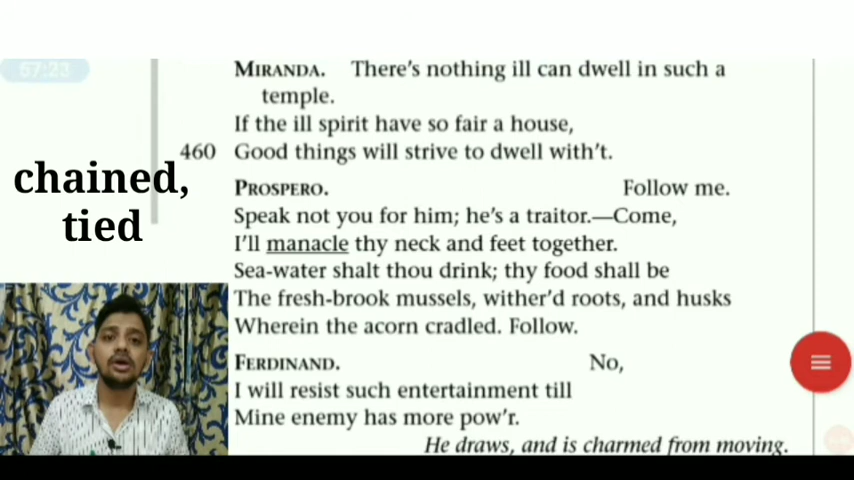 57:23
MIRANDA. There's nothing ill can dwell in such a
temple.
If the ill spirit have so fair a house,
460 Good things will strive to dwell with't.
chained,
tied
PROSPERO. Follow me.
Speak not you for him; he's a traitor.—Come,
I'll manacle thy neck and feet together.
Sea-water shalt thou drink; thy food shall be
The fresh-brook mussels, wither'd roots, and husks
Wherein the acorn cradled. Follow.
FERDINAND. No,
I will resist such entertainment till
Mine enemy has more pow'r.
He draws, and is charmed from moving.